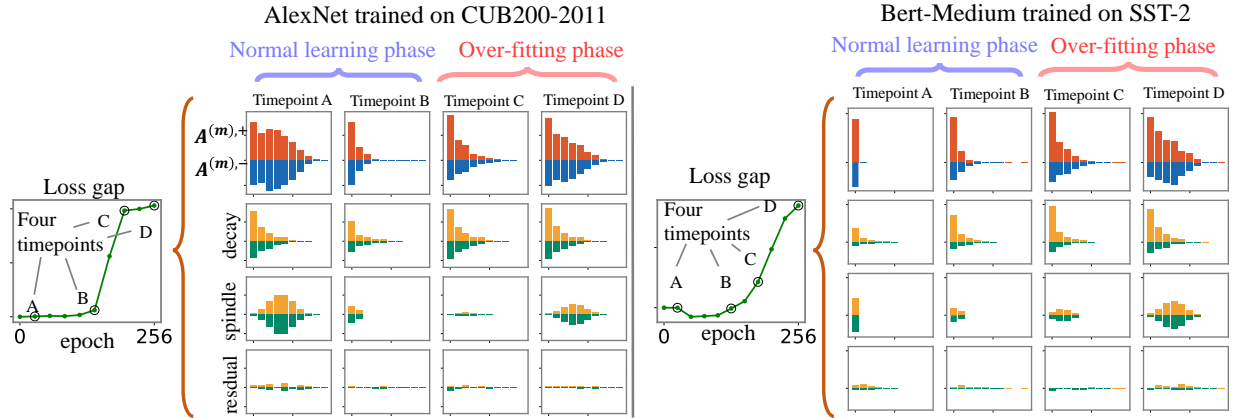 AlexNet trained on CUB200-2011
Normal learning phase
Over-fitting phase
Timepoint A
Timepoint B
Timepoint C
Timepoint D
A(m),+
A(m),−
decay
spindle
resdual
Loss gap
Four
timepoints
A
B
C
D
0
256
epoch
Bert-Medium trained on SST-2
Normal learning phase
Over-fitting phase
Timepoint A
Timepoint B
Timepoint C
Timepoint D
Loss gap
Four
timepoints
A
B
C
D
0
256
epoch